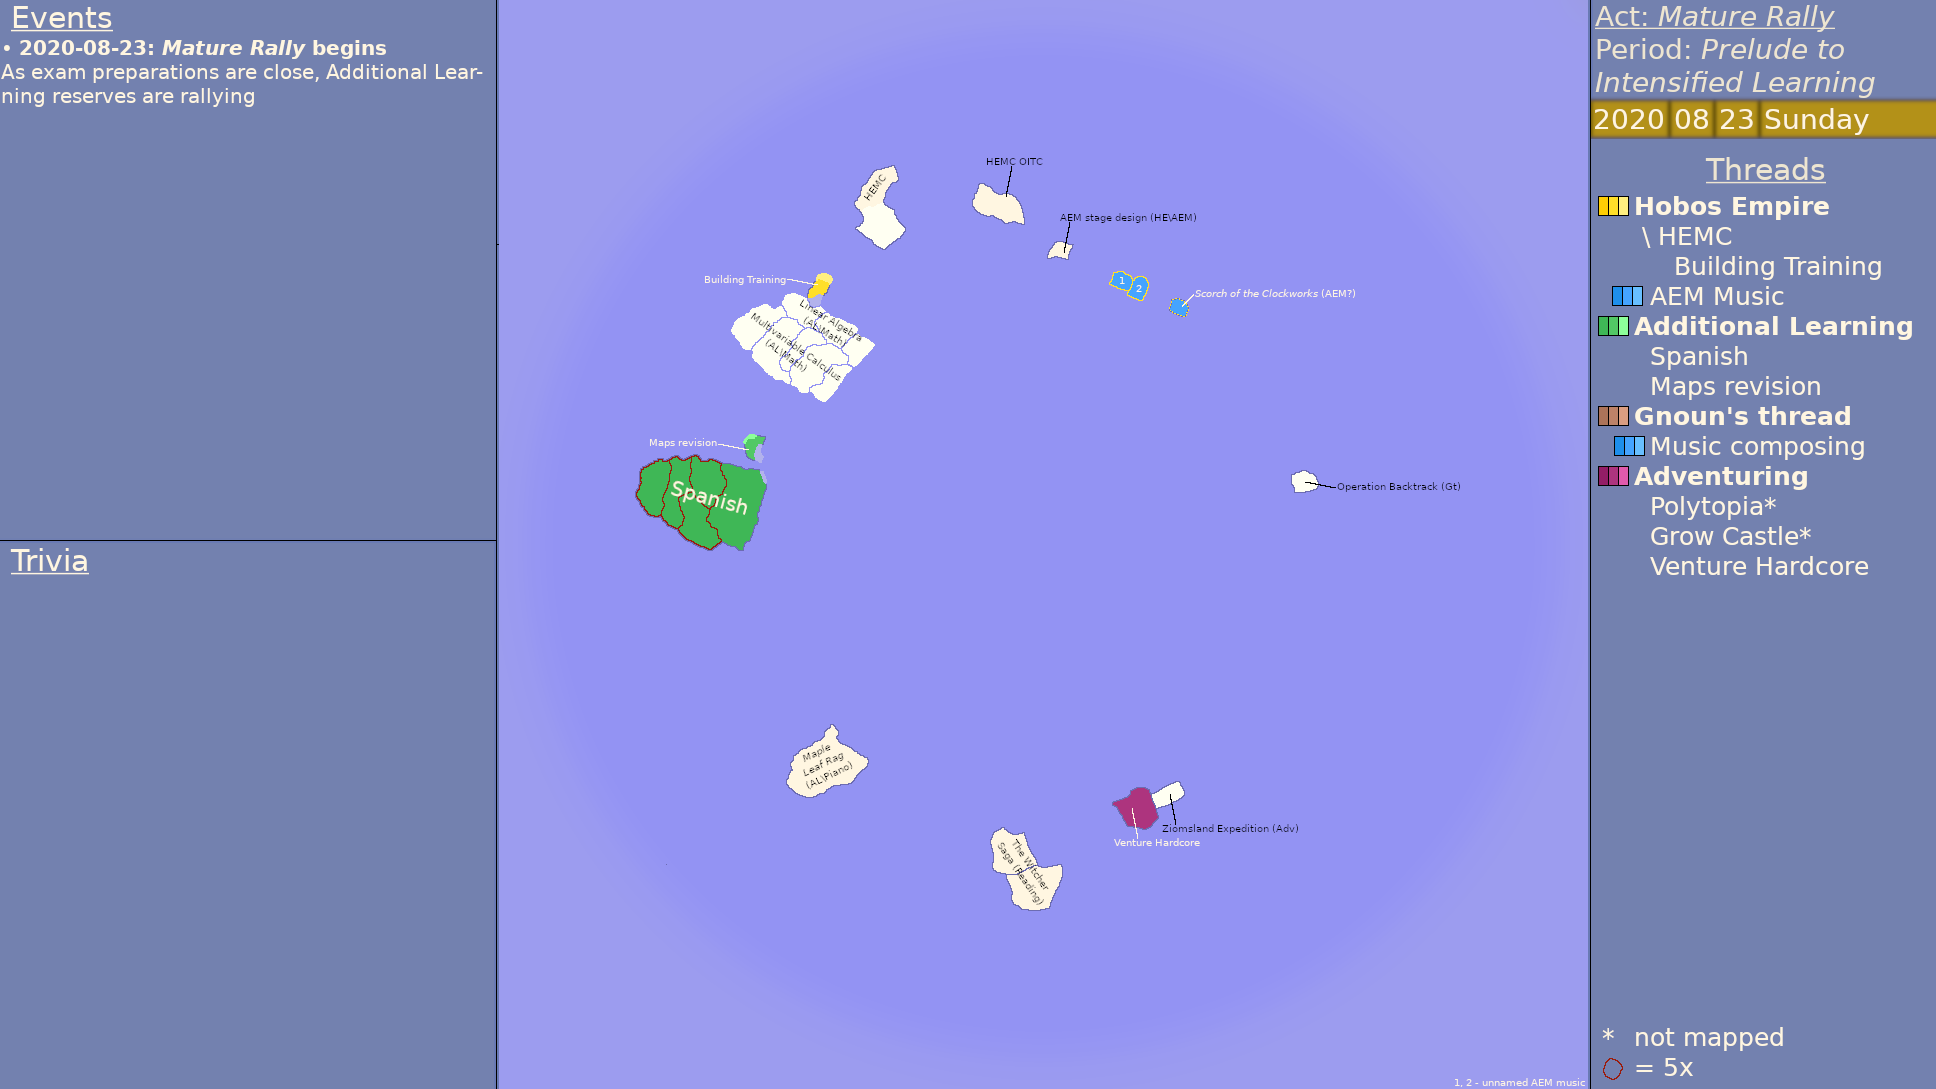 Events
• 2020-08-23: Mature Rally begins
As exam preparations are close, Additional Lear-
ning reserves are rallying
Trivia
HEMC
HEMC OITC
AEM stage design (HE\AEM)
Building Training
1
2
Scorch of the Clockworks (AEM?)
Linear Algebra
(AL\Math)
Multivariable Calculus
(AL\Math)
Maps revision
Spanish
Operation Backtrack (Gt)
Maple
Leaf Rag
(AL\Piano)
Ziomsland Expedition (Adv)
Venture Hardcore
The Witcher
Saga (Reading)
1, 2 - unnamed AEM music
Act: Mature Rally
Period: Prelude to
Intensified Learning
2020 08 23 Sunday
Threads
Hobos Empire
\ HEMC
Building Training
AEM Music
Additional Learning
Spanish
Maps revision
Gnoun's thread
Music composing
Adventuring
Polytopia*
Grow Castle*
Venture Hardcore
* not mapped
= 5x